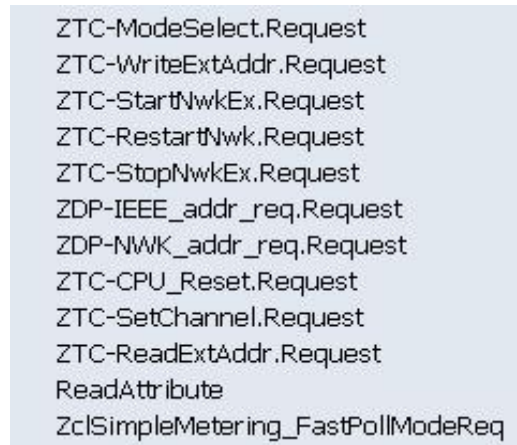 ZTC-ModeSelect.Request
ZTC-WriteExtAddr.Request
ZTC-StartNwkEx.Request
ZTC-RestartNwk.Request
ZTC-StopNwkEx.Request
ZDP-IEEE_addr_req.Request
ZDP-NWK_addr_req.Request
ZTC-CPU_Reset.Request
ZTC-SetChannel.Request
ZTC-ReadExtAddr.Request
ReadAttribute
ZclSimpleMetering_FastPollModeReq